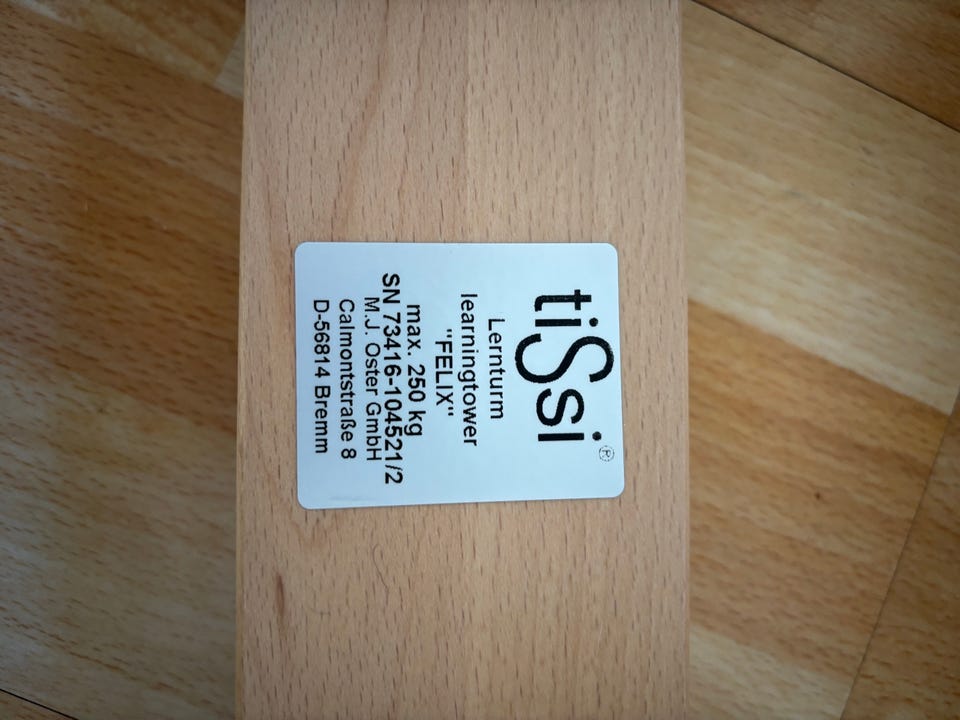 tiSsi®
Lernturm
learningtower
"FELIX"
max. 250 kg
SN 73416-104521/2
M.J. Oster GmbH
Calmontstraße 8
D-56814 Bremm